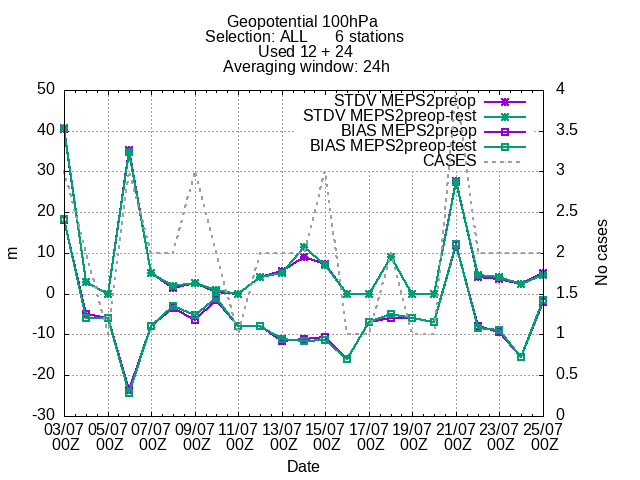 Geopotential 100hPa
Selection: ALL 6 stations
Used 12 + 24
Averaging window: 24h
STDV MEPS2preop
STDV MEPS2preop-test
BIAS MEPS2preop
BIAS MEPS2preop-test
CASES
50
40
30
20
10
0
-10
-20
-30
m
4
3.5
3
2.5
2
1.5
1
0.5
0
No cases
03/07 05/07 07/07 09/07 11/07 13/07 15/07 17/07 19/07 21/07 23/07 25/07
00Z 00Z 00Z 00Z 00Z 00Z 00Z 00Z 00Z 00Z 00Z 00Z
Date